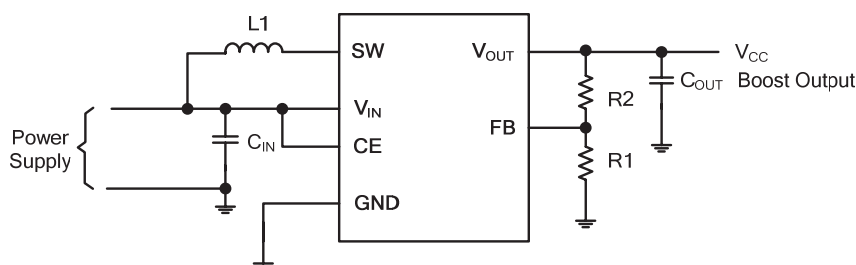 L1
SW
VOUT
VCC
COUT Boost Output
R2
VIN
FB
Power Supply
CIN
CE
R1
GND